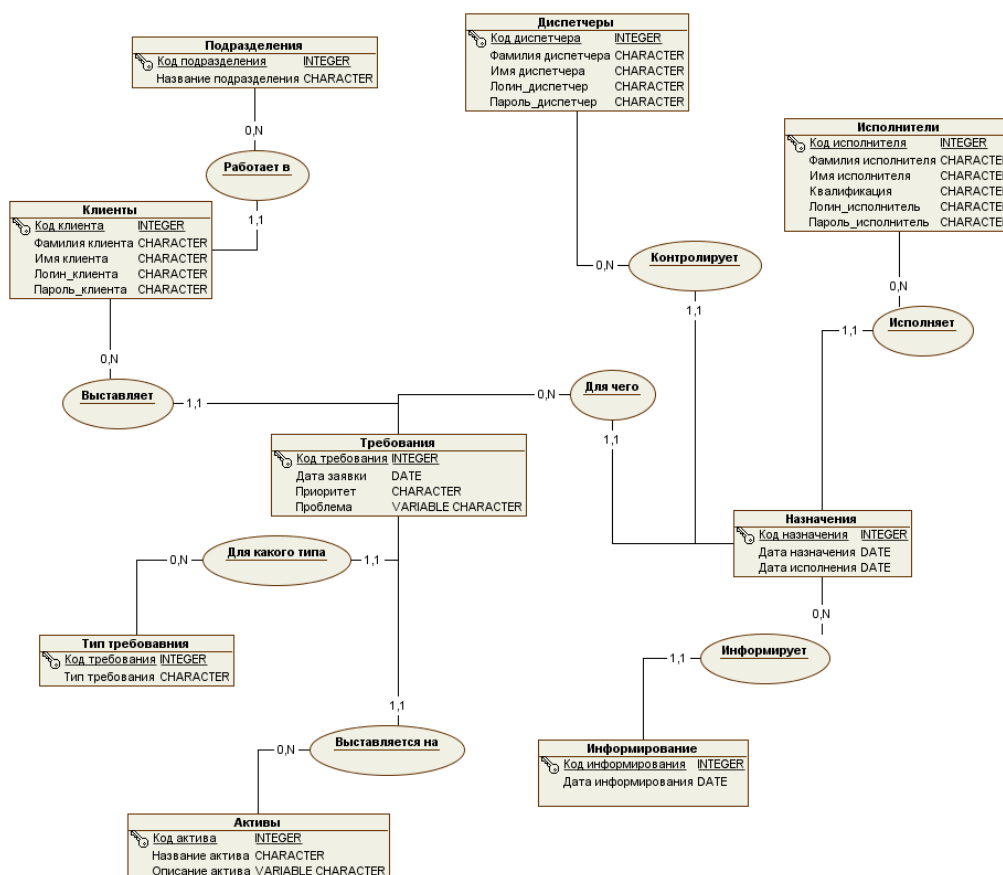 Диспетчеры
Код диспетчера INTEGER
Фамилия диспетчера CHARACTER
Имя диспетчера CHARACTER
Логин_диспетчер CHARACTER
Пароль_диспетчер CHARACTER
Подразделения
Код подразделения INTEGER
Название подразделения CHARACTER
0,N
Работает в
1,1
Исполнители
Код исполнителя INTEGER
Фамилия исполнителя CHARACTER
Имя исполнителя CHARACTER
Квалификация CHARACTER
Логин_исполнитель CHARACTER
Пароль_исполнитель CHARACTER
Клиенты
Код клиента INTEGER
Фамилия клиента CHARACTER
Имя клиента CHARACTER
Логин_клиента CHARACTER
Пароль_клиента CHARACTER
0,N
Контролирует
1,1
0,N
1,1
Исполняет
0,N
Выставляет
1,1
0,N
Для чего
1,1
Требования
Код требования INTEGER
Дата заявки DATE
Приоритет CHARACTER
Проблема VARIABLE CHARACTER
Назначения
Код назначения INTEGER
Дата назначения DATE
Дата исполнения DATE
0,N
Для какого типа
1,1
0,N
Информирует
1,1
Тип требовавния
Код требования INTEGER
Тип требования CHARACTER
1,1
Выставляется на
0,N
Информирование
Код информирования INTEGER
Дата информирования DATE
Активы
Код актива INTEGER
Название актива CHARACTER
Описание актива VARIABLE CHARACTER